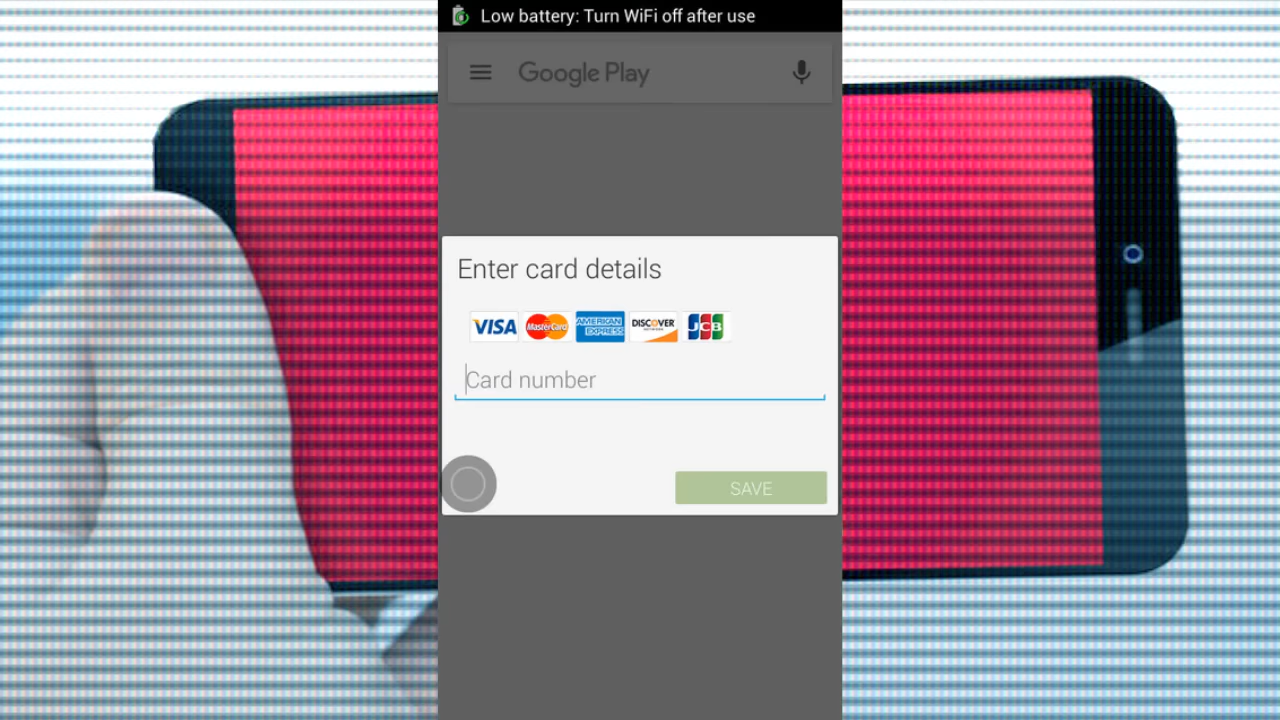 Low battery: Turn WiFi off after use
Google Play
Enter card details
VISA MasterCard AMERICAN EXPRESS DISCOVER JCB
Card number
SAVE